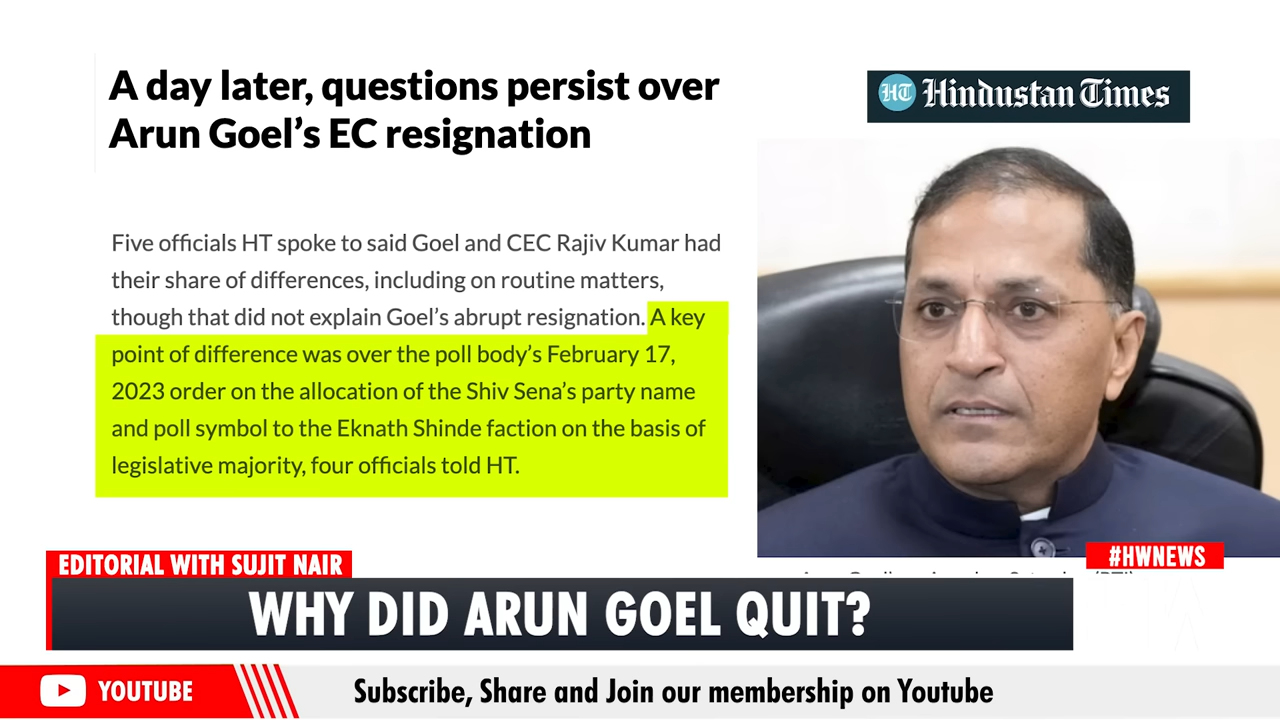 A day later, questions persist over
Arun Goel's EC resignation
HT Hindustan Times
Five officials HT spoke to said Goel and CEC Rajiv Kumar had
their share of differences, including on routine matters,
though that did not explain Goel's abrupt resignation. A key
point of difference was over the poll body's February 17,
2023 order on the allocation of the Shiv Sena's party name
and poll symbol to the Eknath Shinde faction on the basis of
legislative majority, four officials told HT.
EDITORIAL WITH SUJIT NAIR
#HWNEWS
WHY DID ARUN GOEL QUIT?
YOUTUBE
Subscribe, Share and Join our membership on Youtube